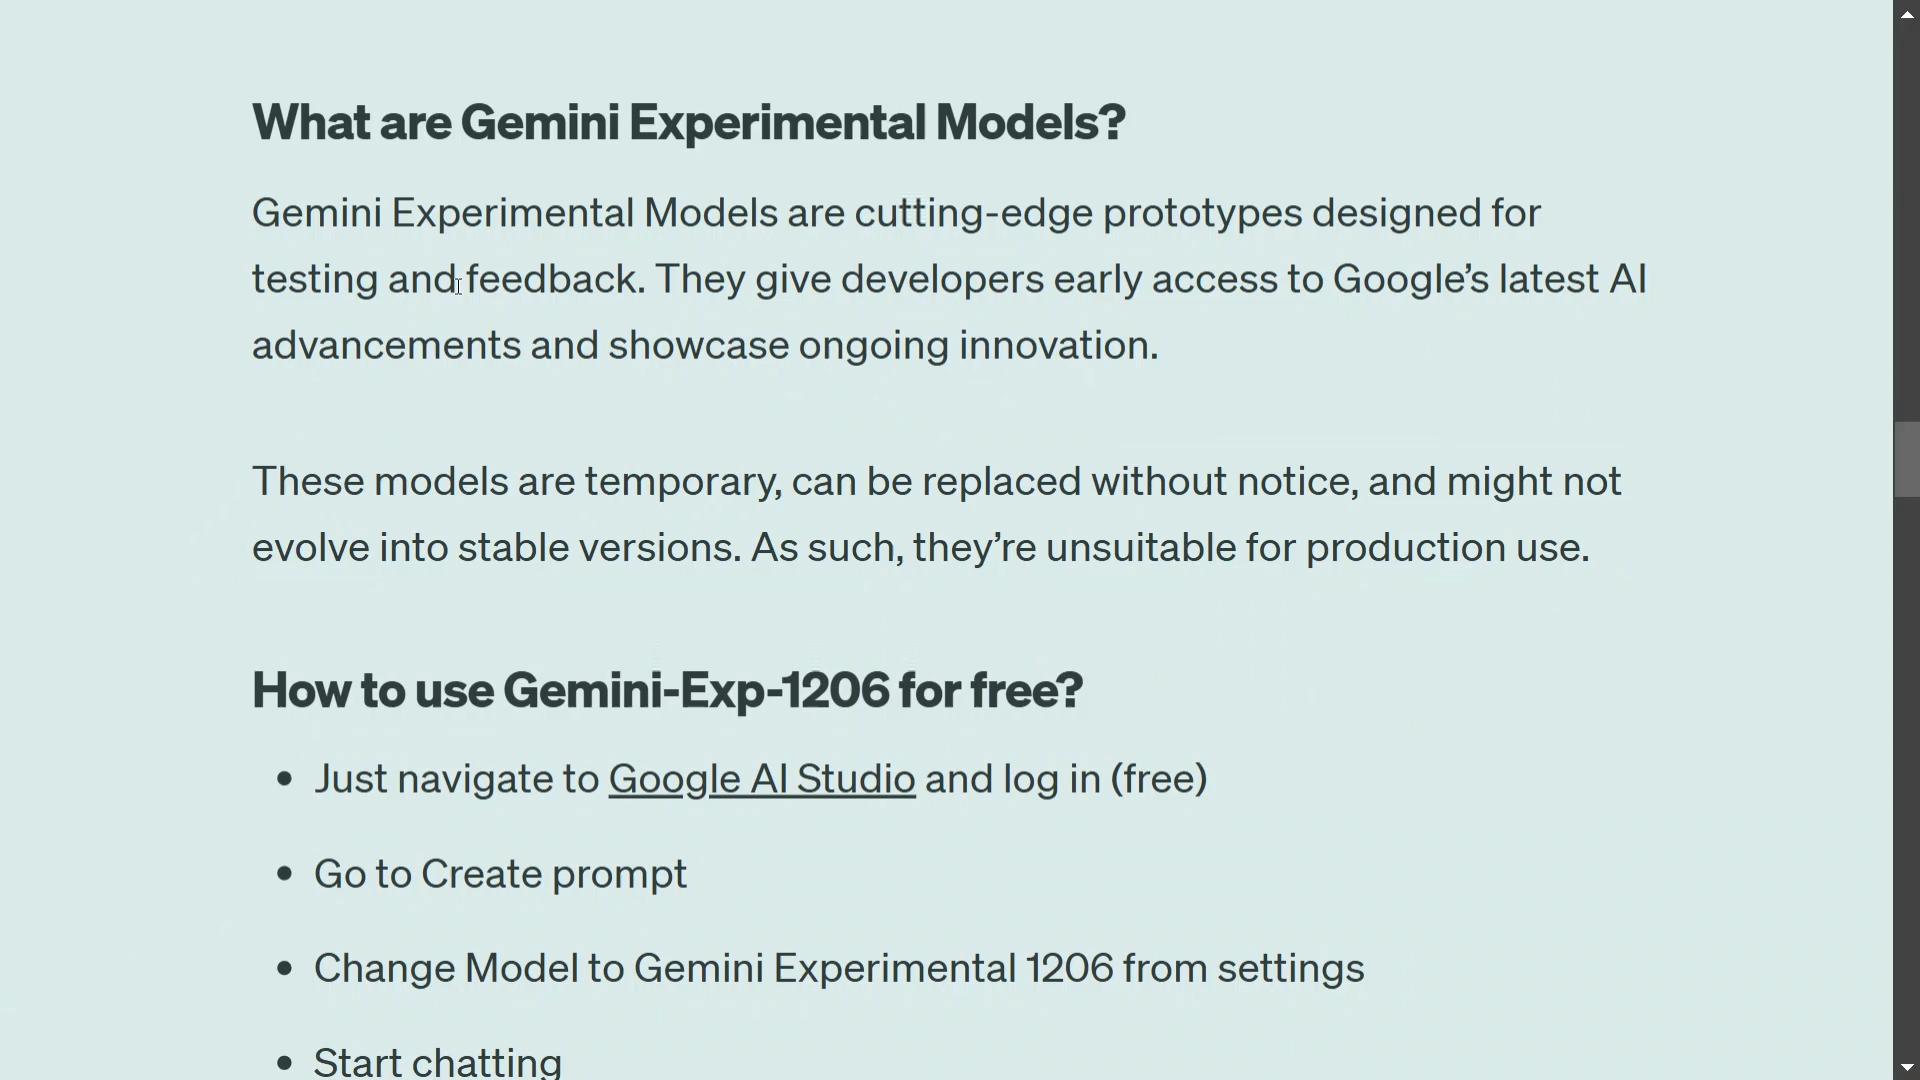 What are Gemini Experimental Models?
Gemini Experimental Models are cutting-edge prototypes designed for
testing and feedback. They give developers early access to Google’s latest AI
advancements and showcase ongoing innovation.
These models are temporary, can be replaced without notice, and might not
evolve into stable versions. As such, they’re unsuitable for production use.
How to use Gemini-Exp-1206 for free?
• Just navigate to Google AI Studio and log in (free)
• Go to Create prompt
• Change Model to Gemini Experimental 1206 from settings
• Start chatting